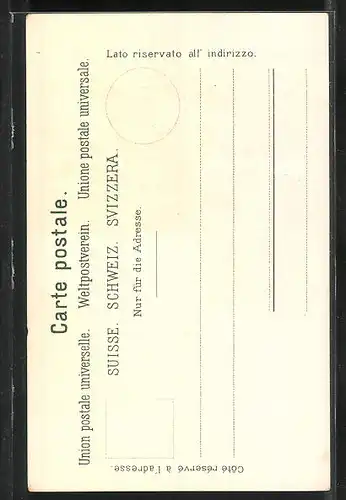 Carte postale.
Union postale universelle. Weltpostverein. Unione postale universale.
SUISSE. SCHWEIZ. SVIZZERA.
Nur für die Adresse.
Côté réservé à l'adresse.
Lato riservato all' indirizzo.